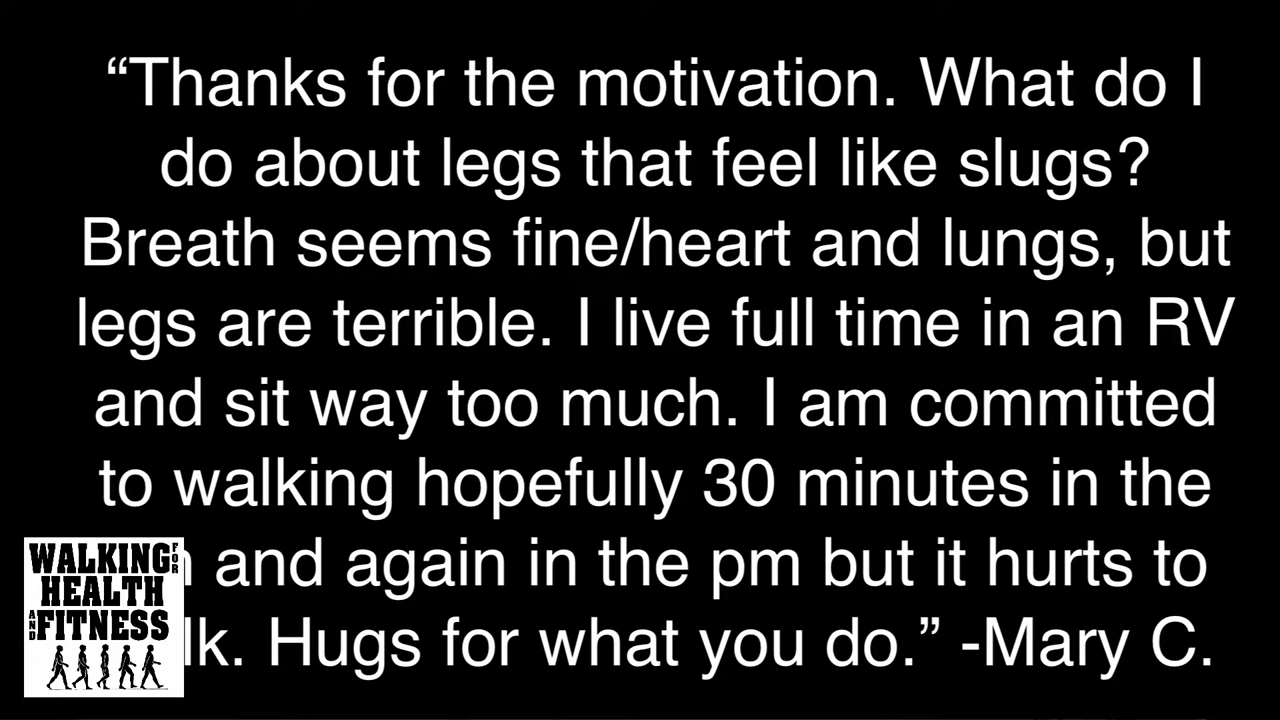 “Thanks for the motivation. What do I
do about legs that feel like slugs?
Breath seems fine/heart and lungs, but
legs are terrible. I live full time in an RV
and sit way too much. I am committed
to walking hopefully 30 minutes in the
and again in the pm but it hurts to
lk. Hugs for what you do.” -Mary C.
WALKING FOR
HEALTH
AND FITNESS